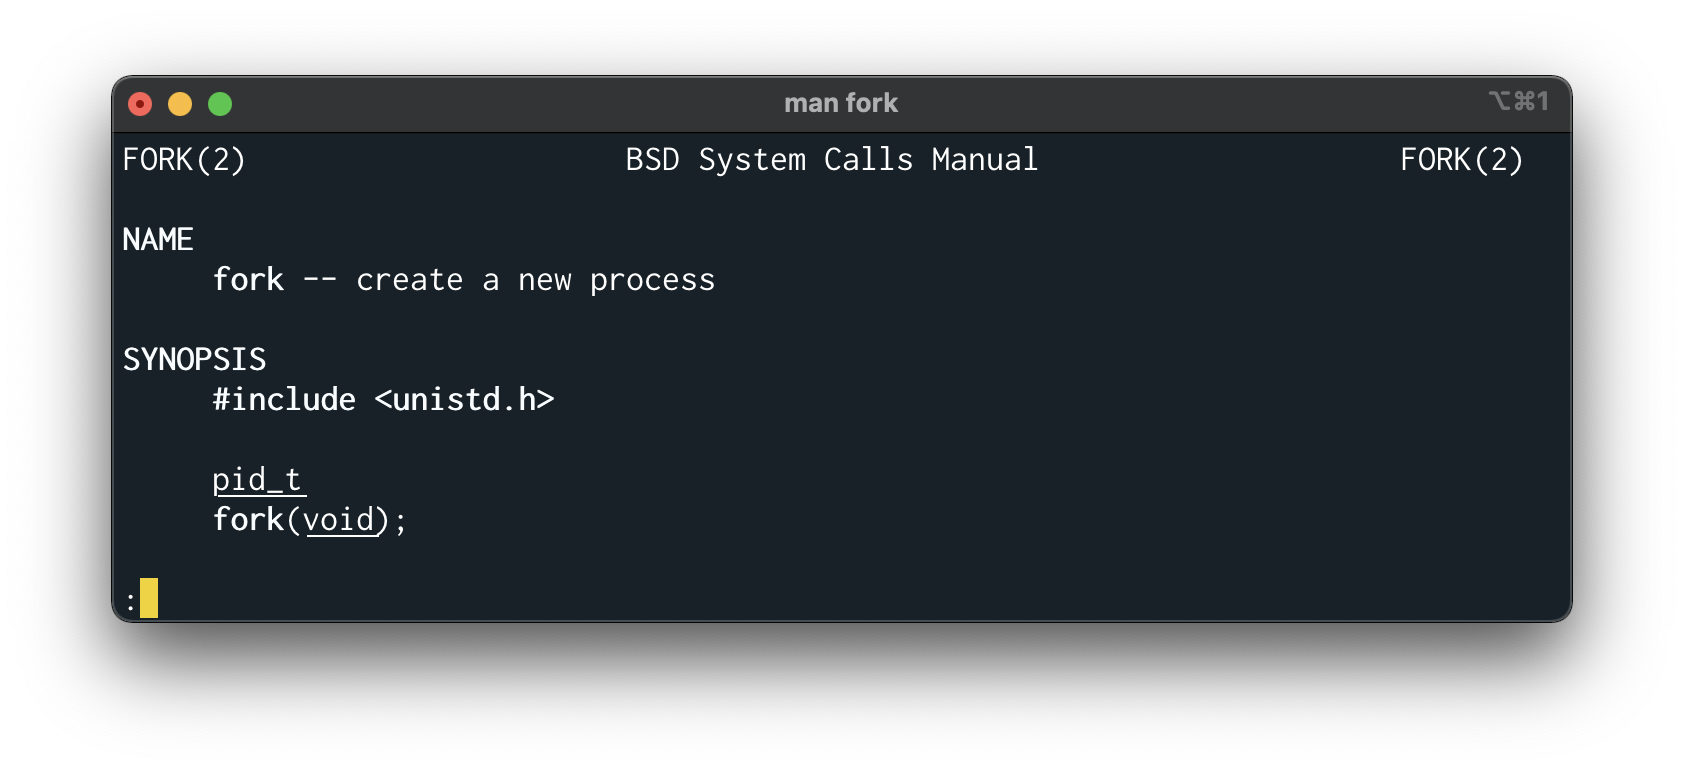 man fork ⌥⌘1
FORK(2) BSD System Calls Manual FORK(2)
NAME
fork -- create a new process
SYNOPSIS
#include <unistd.h>
pid_t
fork(void);
: